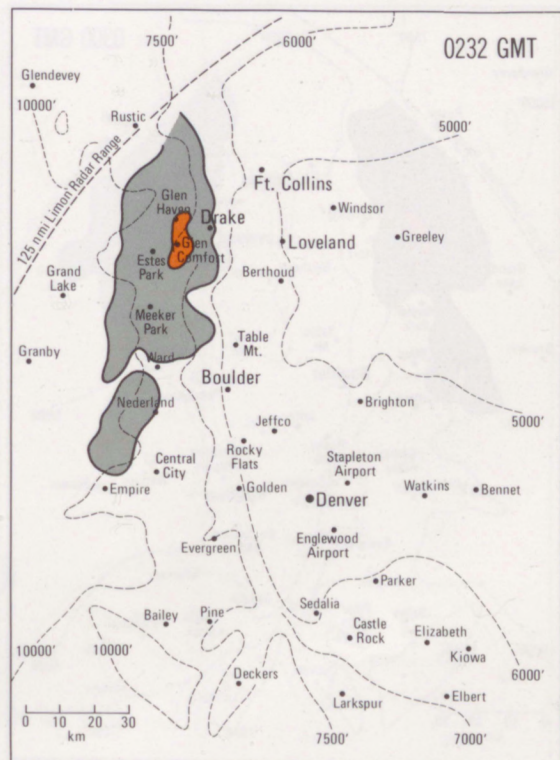 7500'
6000'
0232 GMT
Glendevey
10000'
Rustic
5000'
125 nmi Limon Radar Range
Ft. Collins
Glen
Haven
Drake
Windsor
Glen
Comfort
Loveland
Greeley
Estes
Park
Berthoud
Grand
Lake
Meeker
Park
Table
Mt.
Granby
Ward
Boulder
Nederland
Brighton
5000'
Jeffco
Rocky
Flats
Central
City
Stapleton
Airport
Empire
Golden
Denver
Watkins
Bennet
Evergreen
Englewood
Airport
Parker
Bailey
Pine
Sedalia
Castle
Rock
Elizabeth
Kiowa
10000'
10000'
6000'
Deckers
Larkspur
Elbert
0 10 20 30
km
7500'
7000'